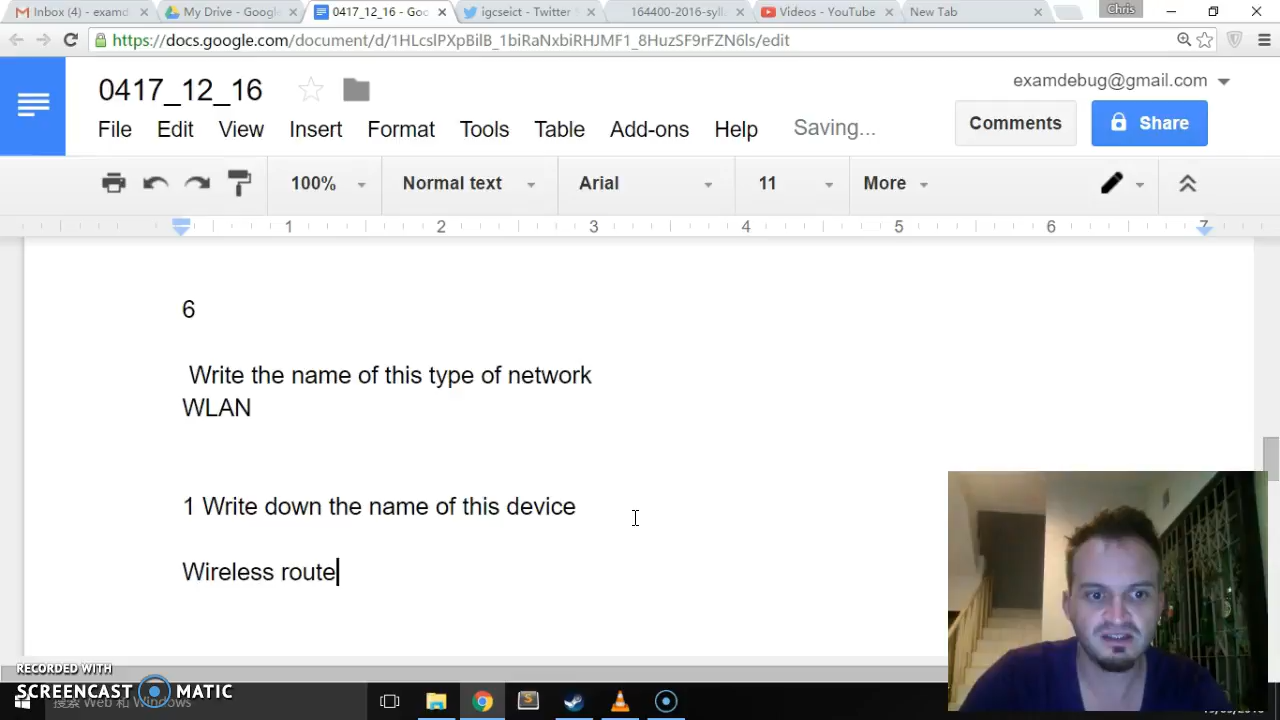 Inbox (4) - examd
My Drive - Google
0417_12_16 - Goo
igcseict - Twitter
164400-2016-syll
Videos - YouTube
New Tab
Chris
https://docs.google.com/document/d/1HLcslPXpBilB_1biRaNxbiRHJMF1_8HuzSF9rFZN6ls/edit
0417_12_16
examdebug@gmail.com
File Edit View Insert Format Tools Table Add-ons Help Saving...
Comments
Share
100% Normal text Arial 11 More
1 2 3 4 5 6 7
6
Write the name of this type of network
WLAN
1 Write down the name of this device
Wireless route
RECORDED WITH
SCREENCAST MATIC
搜索 Web 和 Windows